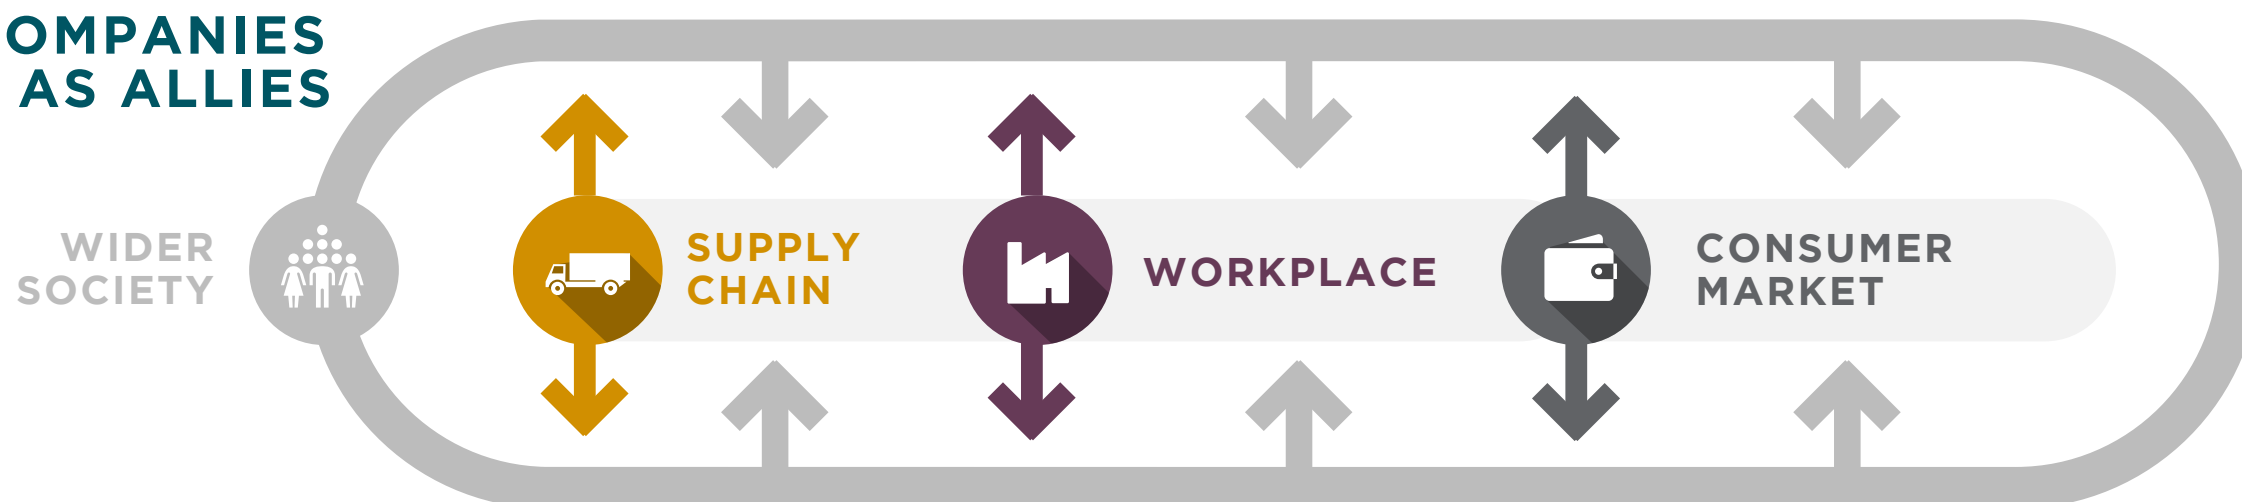 OMPANIES
AS ALLIES
WIDER
SOCIETY
SUPPLY
CHAIN
WORKPLACE
CONSUMER
MARKET